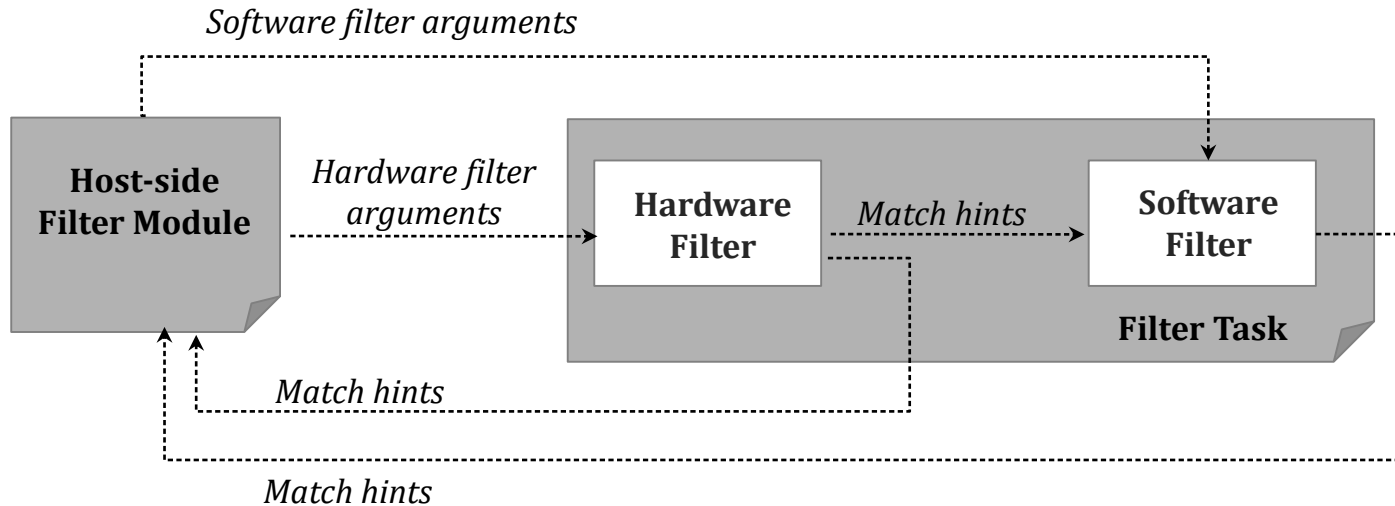 Software filter arguments
Host-side
Filter Module
Hardware filter
arguments
Hardware
Filter
Match hints
Software
Filter
Filter Task
Match hints
Match hints